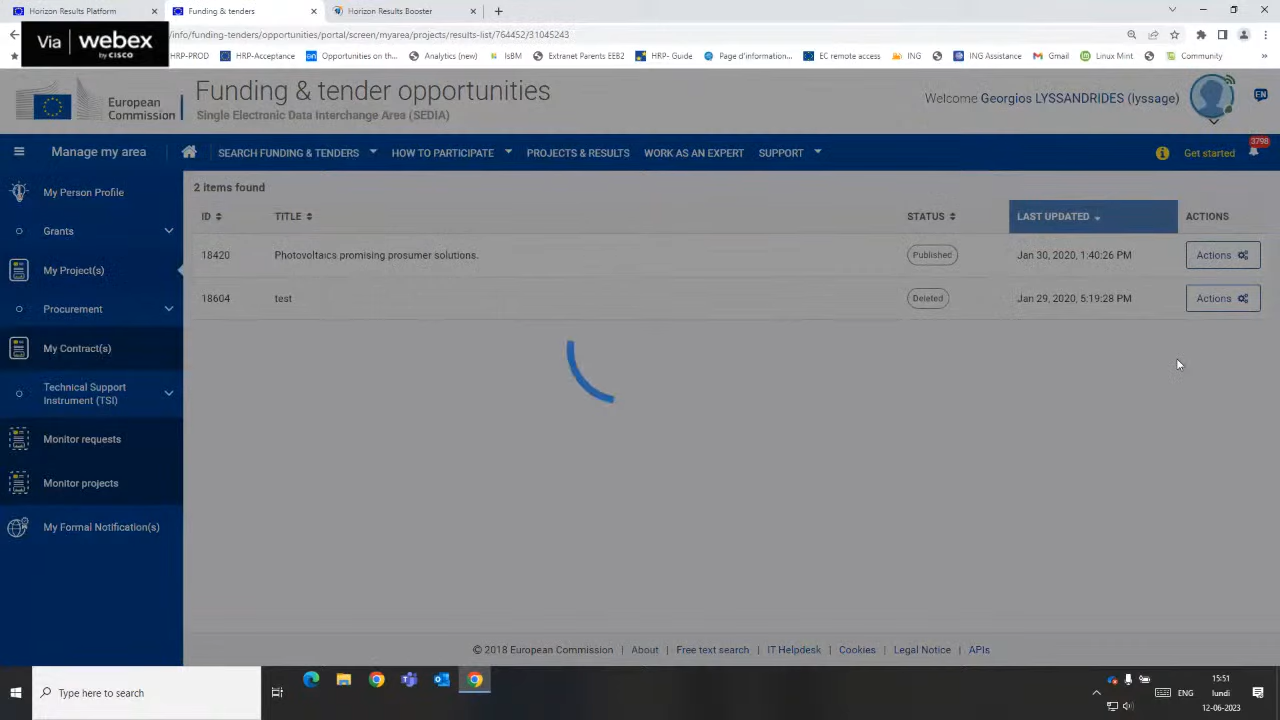 Horizon Results Platform
Funding & tenders
Horizon Results Booster
Via webex
by CISCO
/info/funding-tenders/opportunities/portal/screen/myarea/projects/results-list/764452/31045243
HRP-PROD
HRP-Acceptance
Opportunities on th...
Analytics (new)
IsBM
Extranet Parents EEB2
HRP- Guide
Page d'information...
EC remote access
ING
ING Assistance
Gmail
Linux Mint
Community
European
Commission
Funding & tender opportunities
Single Electronic Data Interchange Area (SEDIA)
Welcome Georgios LYSSANDRIDES (lyssage)
EN
Manage my area
SEARCH FUNDING & TENDERS
HOW TO PARTICIPATE
PROJECTS & RESULTS
WORK AS AN EXPERT
SUPPORT
Get started
3798
My Person Profile
Grants
My Project(s)
Procurement
My Contract(s)
Technical Support
Instrument (TSI)
Monitor requests
Monitor projects
My Formal Notification(s)
2 items found
ID TITLE STATUS LAST UPDATED ACTIONS
18420 Photovoltaics promising prosumer solutions. Published Jan 30, 2020, 1:40:26 PM Actions
18604 test Deleted Jan 29, 2020, 5:19:28 PM Actions
© 2018 European Commission | About | Free text search | IT Helpdesk | Cookies | Legal Notice | APIs
Type here to search
ENG
15:51
lundi
12-06-2023